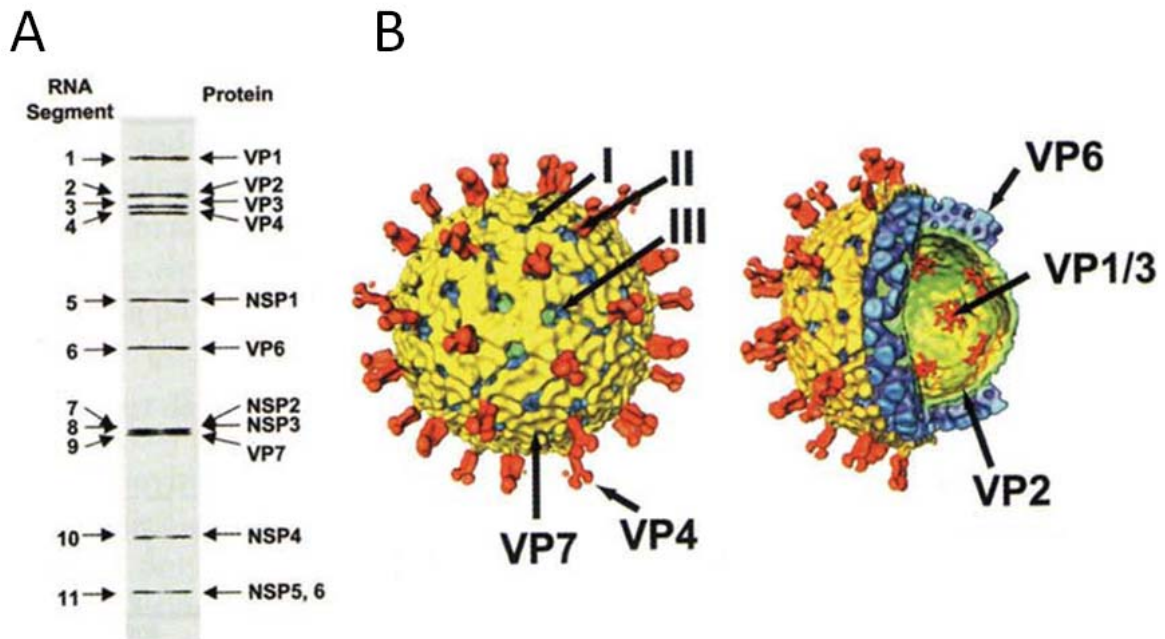 A
B
RNA
Segment
Protein
1
VP1
2
VP2
3
VP3
4
VP4
5
NSP1
6
VP6
7
NSP2
8
NSP3
9
VP7
10
NSP4
11
NSP5, 6
I
II
III
VP7
VP4
VP6
VP1/3
VP2